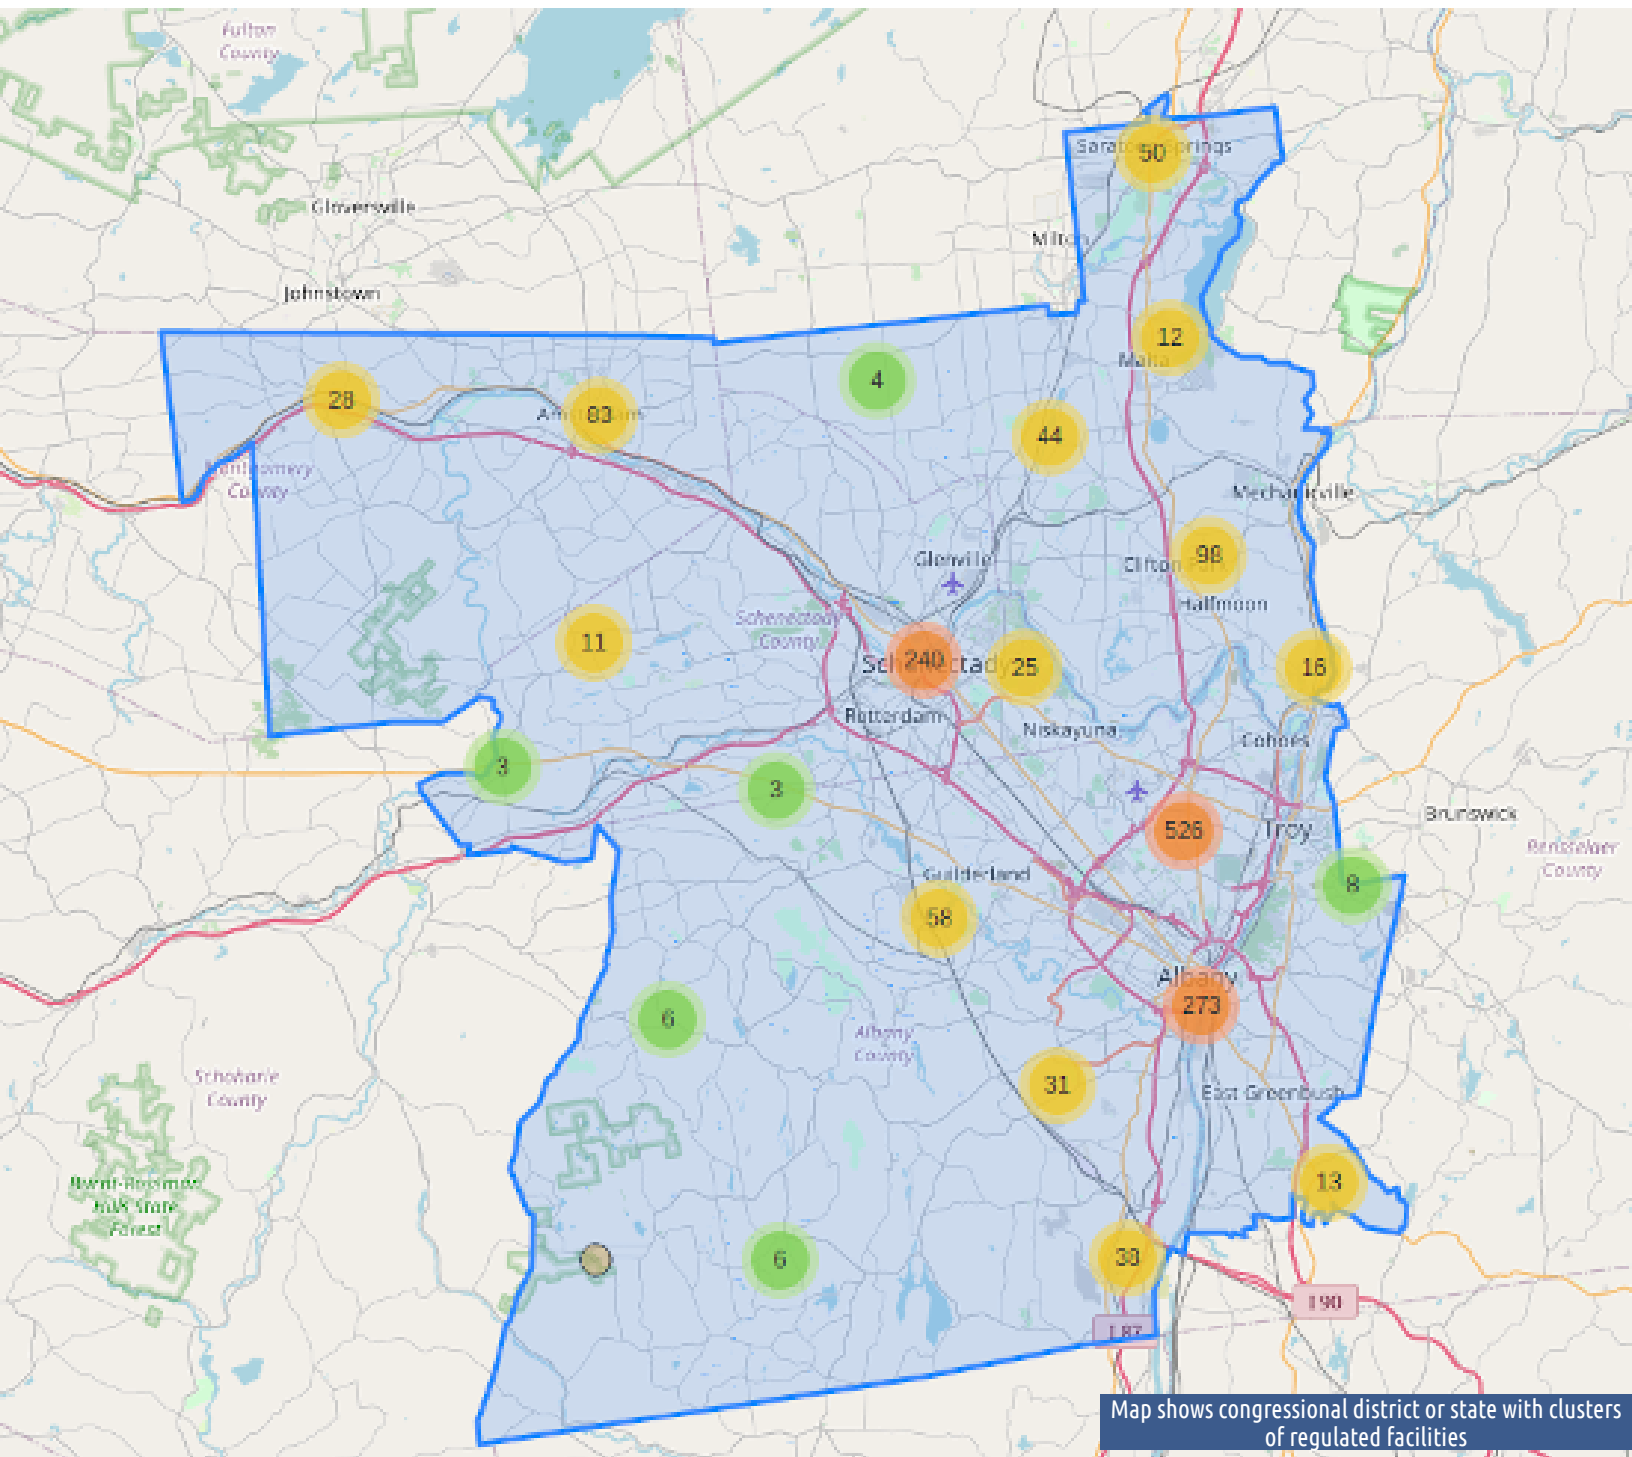 Fulton
County
50
Gloversville
Milton
Johnstown
12
Malta
4
28
83
44
Montgomery
County
Mechanicville
98
Glenville
Halfmoon
Schenectady
County
11
240
25
16
Rotterdam
Niskayuna
Cohoes
3
3
Brunswick
526
Troy
Rensselaer
County
Guilderland
8
58
Albany
273
6
Albany
County
Schoharie
County
31
East Greenbush
13
Forest
6
38
I 90
I 87
Map shows congressional district or state with clusters
of regulated facilities